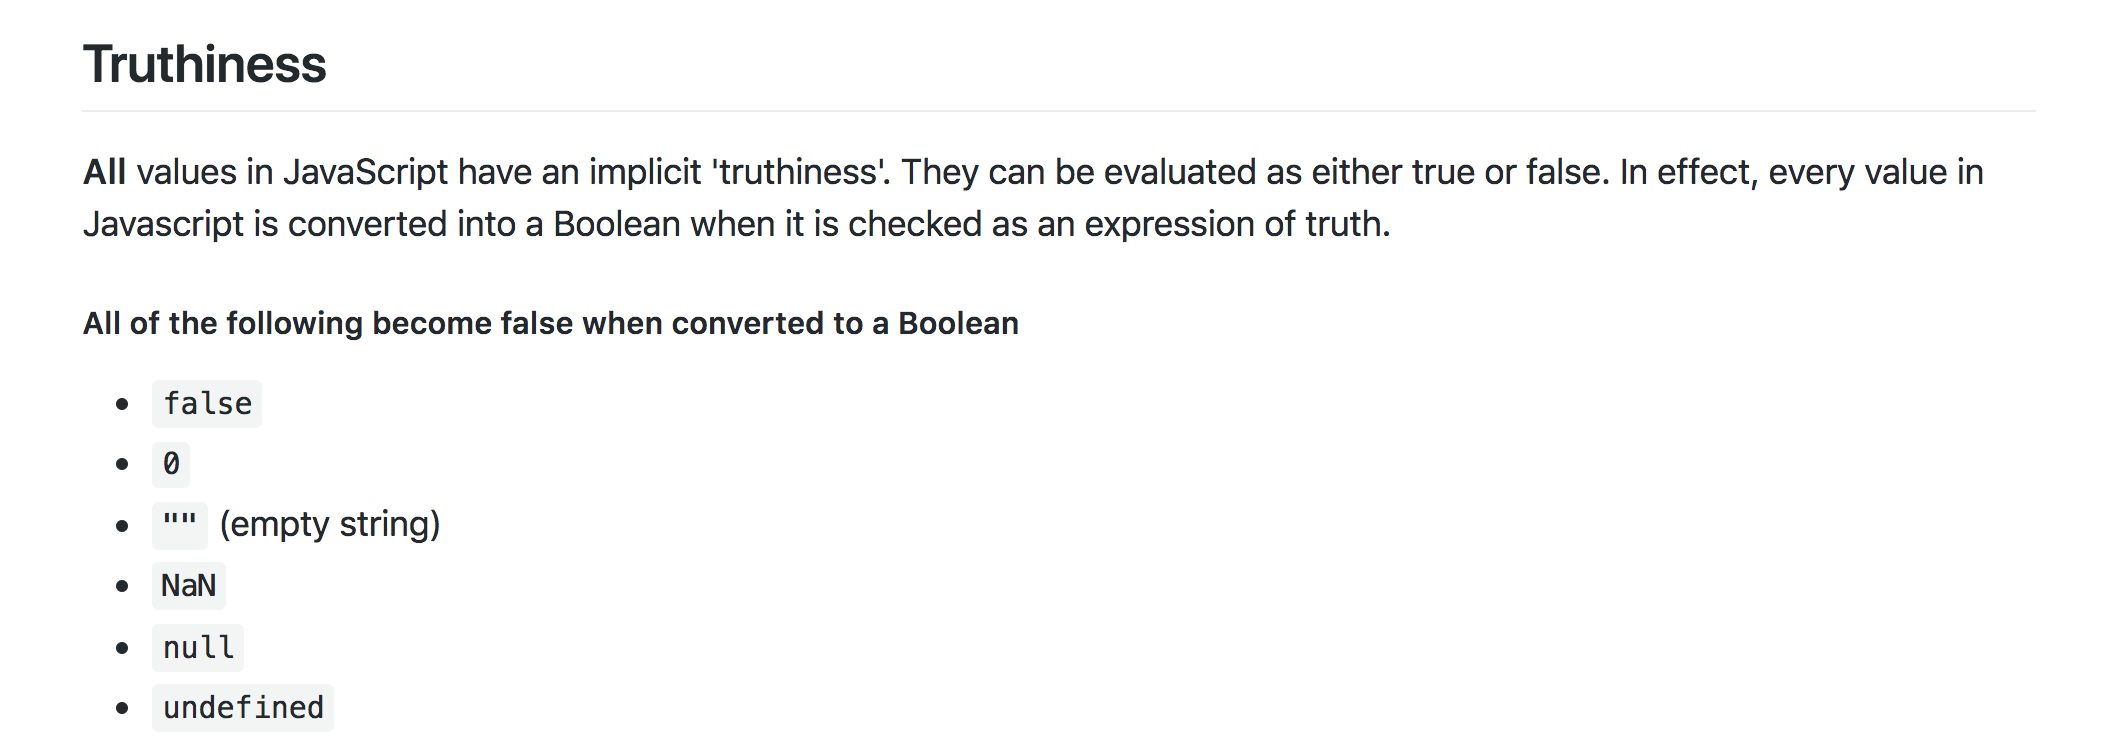 Truthiness
All values in JavaScript have an implicit 'truthiness'. They can be evaluated as either true or false. In effect, every value in
Javascript is converted into a Boolean when it is checked as an expression of truth.
All of the following become false when converted to a Boolean
• false
• 0
• "" (empty string)
• NaN
• null
• undefined